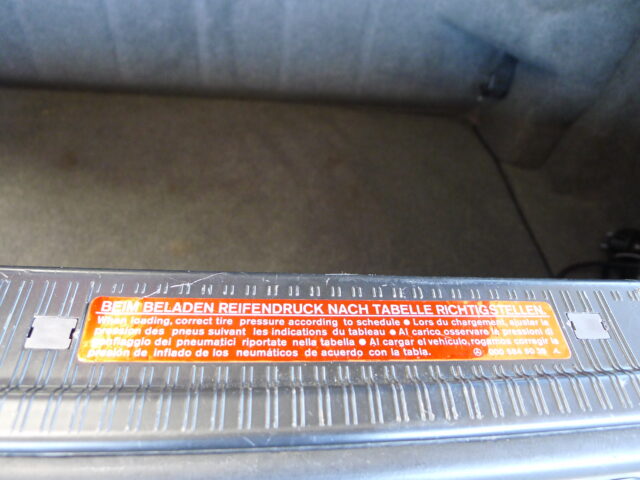 BEIM BELADEN REIFENDRUCK NACH TABELLE RICHTIGSTELLEN.
When loading, correct tire pressure according to schedule ● Lors du chargement, ajuster la
pression des pneus suivant les indications du tableau ● Al carico, osservare la pressione di
gonfiaggio dei pneumatici riportate nella tabella ● Al cargar el vehículo, rogamos corregir la
presión de inflado de los neumáticos de acuerdo con la tabla.